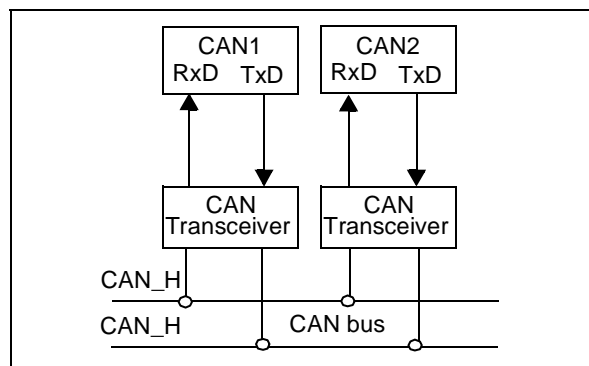 CAN1 CAN2
RxD TxD RxD TxD
CAN CAN
Transceiver Transceiver
CAN_H
CAN_H CAN bus